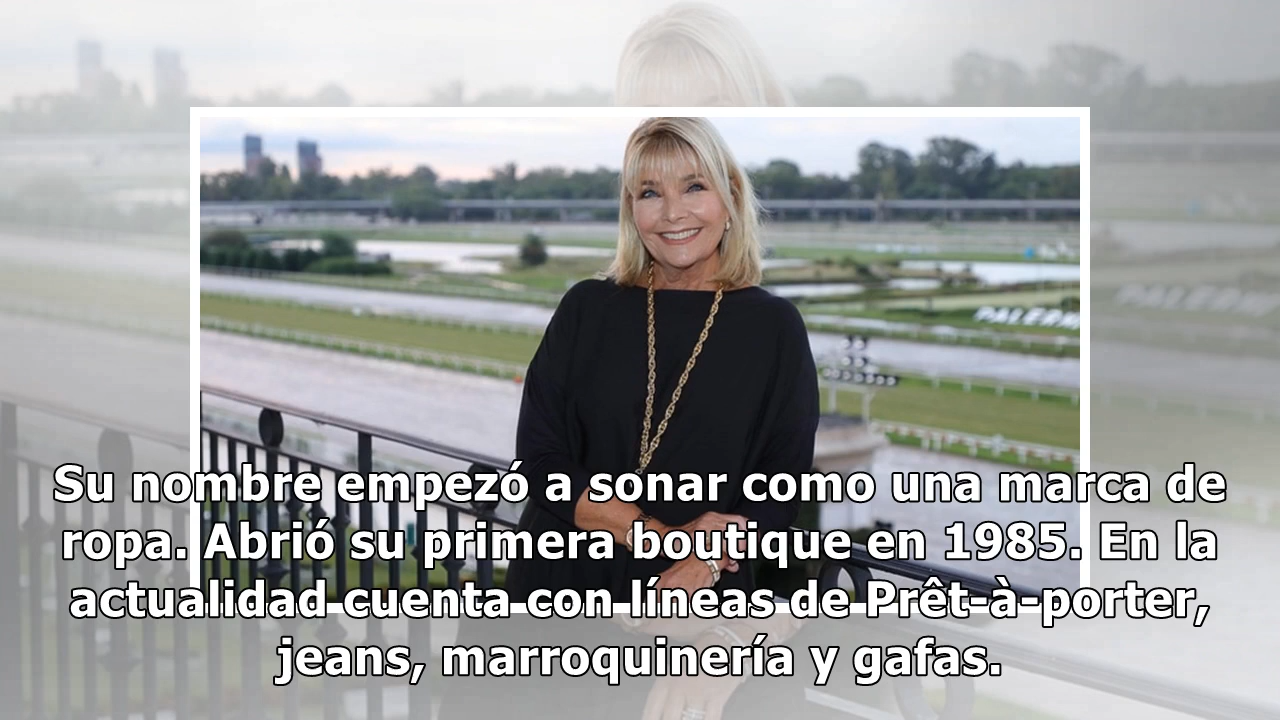 PALERM
Su nombre empezó a sonar como una marca de
ropa. Abrió su primera boutique en 1985. En la
actualidad cuenta con líneas de Prêt-à-porter,
jeans, marroquinería y gafas.